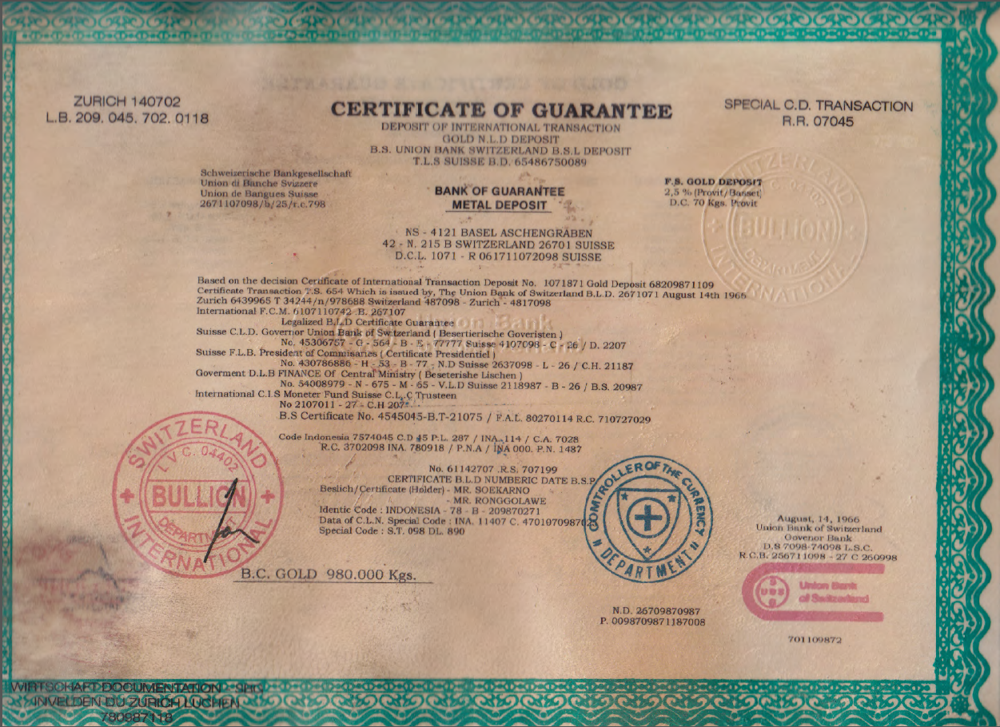 ZURICH 140702
L.B. 209. 045. 702. 0118
CERTIFICATE OF GUARANTEE
DEPOSIT OF INTERNATIONAL TRANSACTION
GOLD N.L.D DEPOSIT
B.S. UNION BANK SWITZERLAND B.S.L DEPOSIT
T.L.S SUISSE B.D. 65486750089
SPECIAL C.D. TRANSACTION
R.R. 07045
Schweizerische Bankgesellschaft
Union di Banche Svizzere
Union de Bangues Suisse
2671107098/b/25/r.c.798
BANK OF GUARANTEE
METAL DEPOSIT
F.S. GOLD DEPOSIT
2,5 % (Provit/Banset)
D.C. 70 Kgs. Provit
SWITZERLAND
04402
BULLION
INTERNATIONAL
NS - 4121 BASEL ASCHENGRABEN
42 - N. 215 B SWITZERLAND 26701 SUISSE
D.C.L. 1071 - R 061711072098 SUISSE
Based on the decision Certificate of International Transaction Deposit No. 1071871 Gold Deposit 68209871109
Certificate Transaction T.S. 654 Which is issued by, The Union Bank of Switzerland B.L.D. 2671071 August 14th 1966
Zurich 6439965 T 34244/n/978688 Switzerland 487098 - Zurich - 4817098
International F.C.M. 6107110742 .B. 267107
Legalized B.L.D Certificate Guarantee
Suisse C.L.D. Governor Union Bank of Switzerland ( Besertierische Goveristen )
No. 45306757 - G - 564 - B - E - 77777 Suisse 4107098 - C - 26 / D. 2207
Suisse F.L.B. President of Commisaries ( Certificate Presidentiel )
No. 430786886 - H - 53 - B - 77 - N.D Suisse 2637098 - L - 26 / C.H. 21187
Goverment D.L.B FINANCE Of Central Ministry ( Beseterishe Lischen )
No. 54008979 - N - 675 - M - 65 - V.L.D Suisse 2118987 - B - 26 / B.S. 20987
International C.I.S Moneter Fund Suisse C.L.C Trusteen
No 2107011 - 27 - C.H 207
B.S Certificate No. 4545045-B.T-21075 / F.A.L. 80270114 R.C. 710727029
Union Bank
Code Indonesia 7574045 C.D 45 P.L. 287 / INA. 114 / C.A. 7028
R.C. 3702098 INA. 780918 / P.N.A / INA 000. P.N. 1487
No. 61142707 .R.S. 707199
CERTIFICATE B.L.D NUMBERIC DATE B.S.P
Beslich/Certificate (Holder) - MR. SOEKARNO
- MR. RONGGOLAWE
Identic Code : INDONESIA - 78 - B - 209870271
Data of C.L.N. Special Code : INA. 11407 C. 4701070987023
Special Code : S.T. 098 DL. 890
SWITZERLAND
L V C. 04402
BULLION
DEPARTMENT
INTERNATIONAL
B.C. GOLD 980.000 Kgs.
COMTROLLER OF THE CURRENCY
DEPARTMENT
August, 14, 1966
Union Bank of Switzerland
Govenor Bank
D.S 7098-74098 L.S.C.
R.C.B. 256711098 - 27 C 260998
UBS
Union Bank
of Switzerland
N.D. 26709870987
P. 0098709871187008
701109872
WIRTSCHAFT DOCUMENTATION - SHG
INVELDEN DU ZURICH LUCHEN
780987118